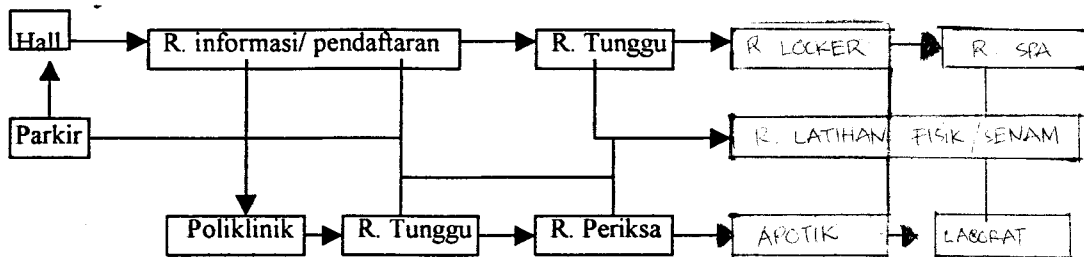 Hall
R. informasi/ pendaftaran
R. Tunggu
R LOCKER
R. SPA
Parkir
R. LATIHAN FISIK/SENAM
Poliklinik
R. Tunggu
R. Periksa
APOTIK
LABORAT